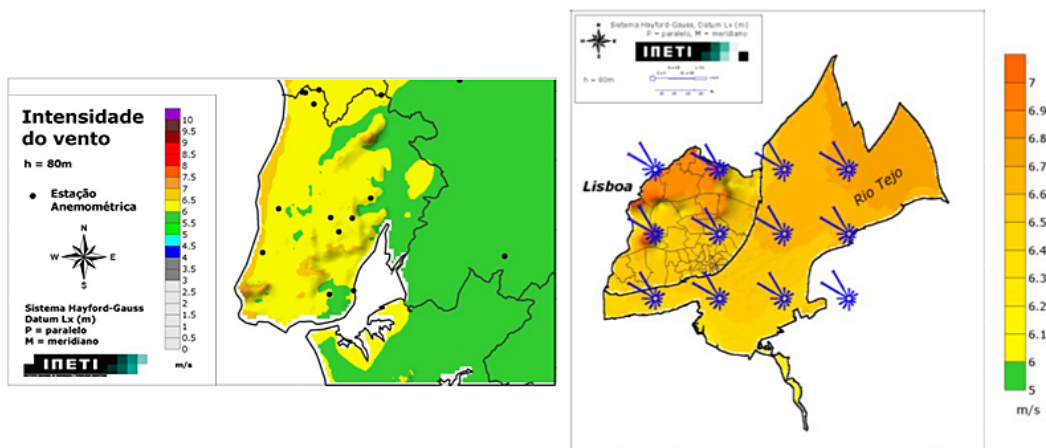 Intensidade
do vento
h = 80m
Estação
Anemométrica
N
W E
S
Sistema Hayford-Gauss
Datum Lx (m)
P = paralelo
M = meridiano
INETI
10
9.5
9
8.5
8
7.5
7
6.5
6
5.5
5
4.5
4
3.5
3
2.5
2
1.5
1
0.5
0
m/s
Sistema Hayford-Gauss, Datum Lx (m)
P = paralelo, M = meridiano
INETI
h = 80m
Lisboa
Rio Tejo
7
6.9
6.8
6.7
6.6
6.5
6.4
6.3
6.2
6.1
6
5
m/s